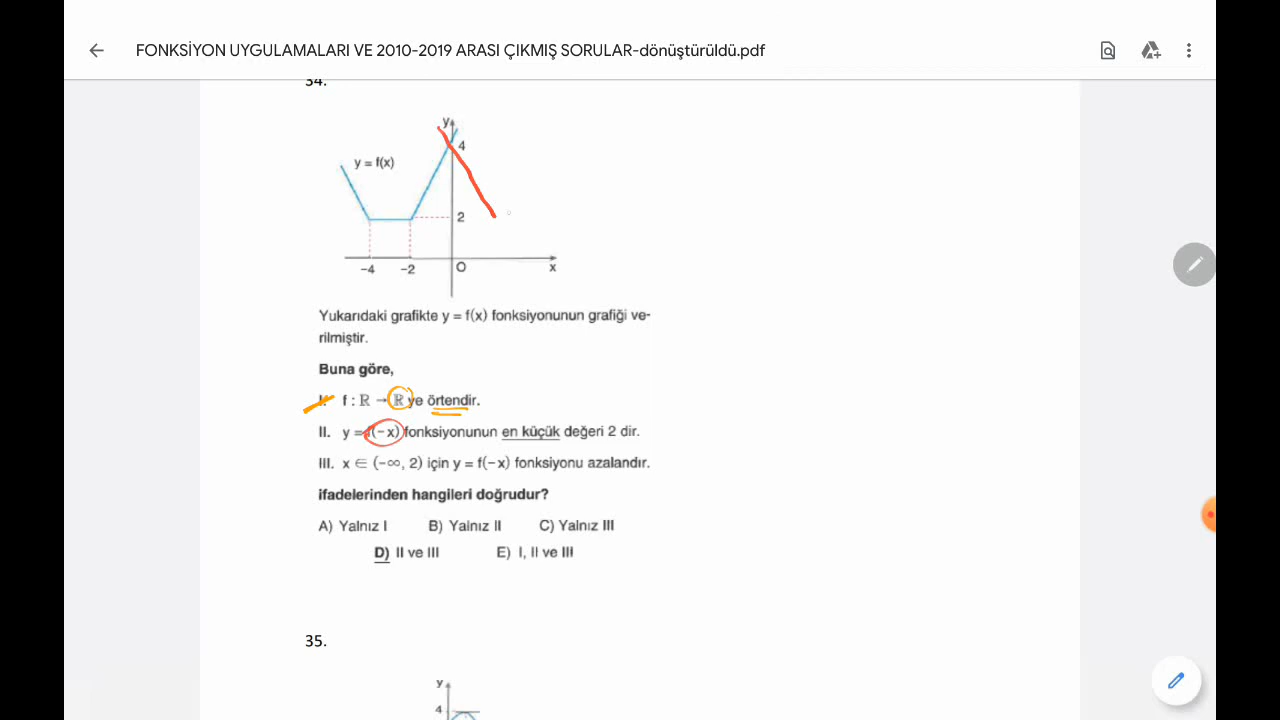 FONKSİYON UYGULAMALARI VE 2010-2019 ARASI ÇIKMIŞ SORULAR-dönüştürüldü.pdf
34.
y
4
y = f(x)
2
-4 -2 O x
Yukarıdaki grafikte y = f(x) fonksiyonunun grafiği ve-
rilmiştir.
Buna göre,
I. f : ℝ → ℝ ye örtendir.
II. y = f(-x) fonksiyonunun en küçük değeri 2 dir.
III. x ∈ (-∞, 2) için y = f(-x) fonksiyonu azalandır.
ifadelerinden hangileri doğrudur?
A) Yalnız I B) Yalnız II C) Yalnız III
D) II ve III E) I, II ve III
35.
y
4